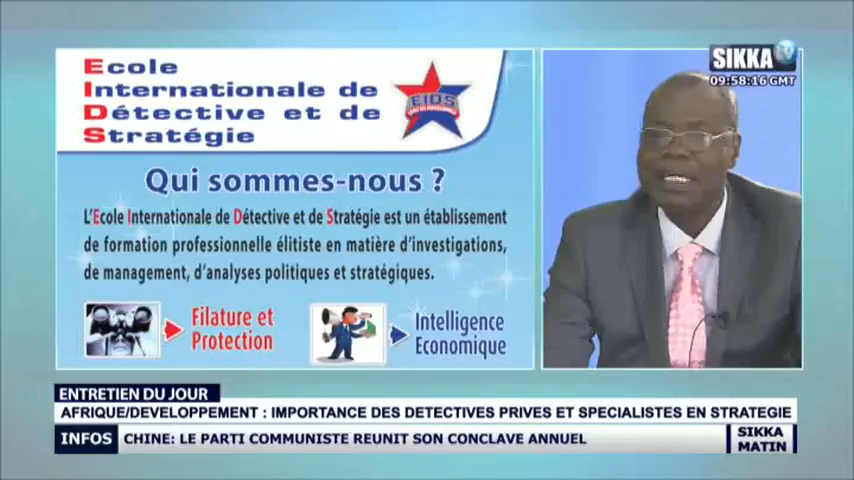 Ecole
Internationale de
Détective et de
Stratégie
EIDS
Qui sommes-nous ?
L'Ecole Internationale de Détective et de Stratégie est un établissement
de formation professionnelle élitiste en matière d'investigations,
de management, d'analyses politiques et stratégiques.
Filature et
Protection
Intelligence
Economique
SIKKA TV
09:58:16 GMT
ENTRETIEN DU JOUR
AFRIQUE/DEVELOPPEMENT : IMPORTANCE DES DETECTIVES PRIVES ET SPECIALISTES EN STRATEGIE
INFOS
CHINE: LE PARTI COMMUNISTE REUNIT SON CONCLAVE ANNUEL
SIKKA
MATIN